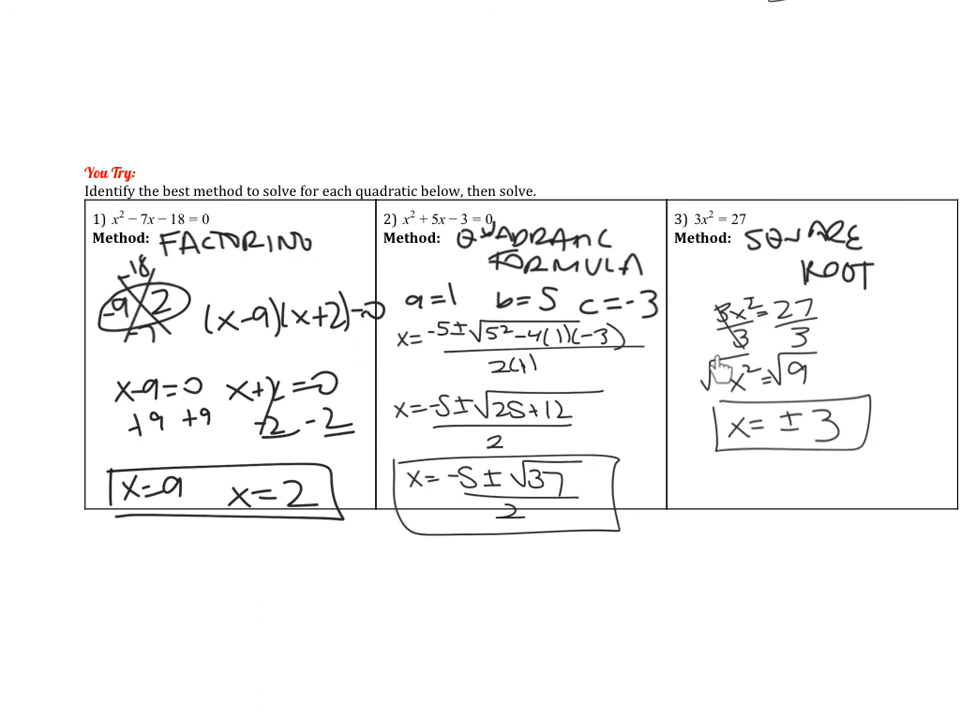 You Try:
Identify the best method to solve for each quadratic below, then solve.
1) x² − 7x − 18 = 0
Method: FACTORING
-18
-9 2
-7
(x-9)(x+2)=0
x-9=0 x+2=0
+9 +9 -2 -2
x=9 x=2
2) x² + 5x − 3 = 0
Method: QUADRATIC
FORMULA
a=1 b=5 c=-3
x= -5±√5²-4(1)(-3)
2(1)
x= -5±√25+12
2
x= -5±√37
2
3) 3x² = 27
Method: SQUARE
ROOT
3x²=27
3 3
√x²=√9
x= ±3